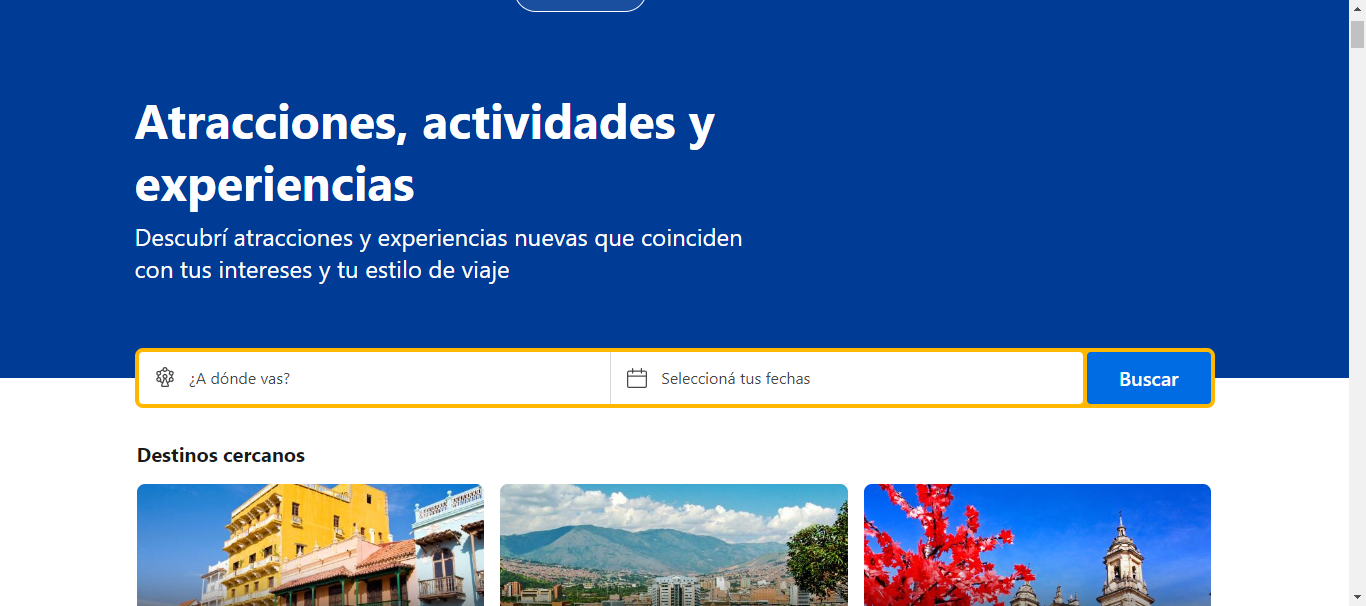 Atracciones, actividades y
experiencias
Descubrí atracciones y experiencias nuevas que coinciden
con tus intereses y tu estilo de viaje
¿A dónde vas?
Seleccioná tus fechas
Buscar
Destinos cercanos